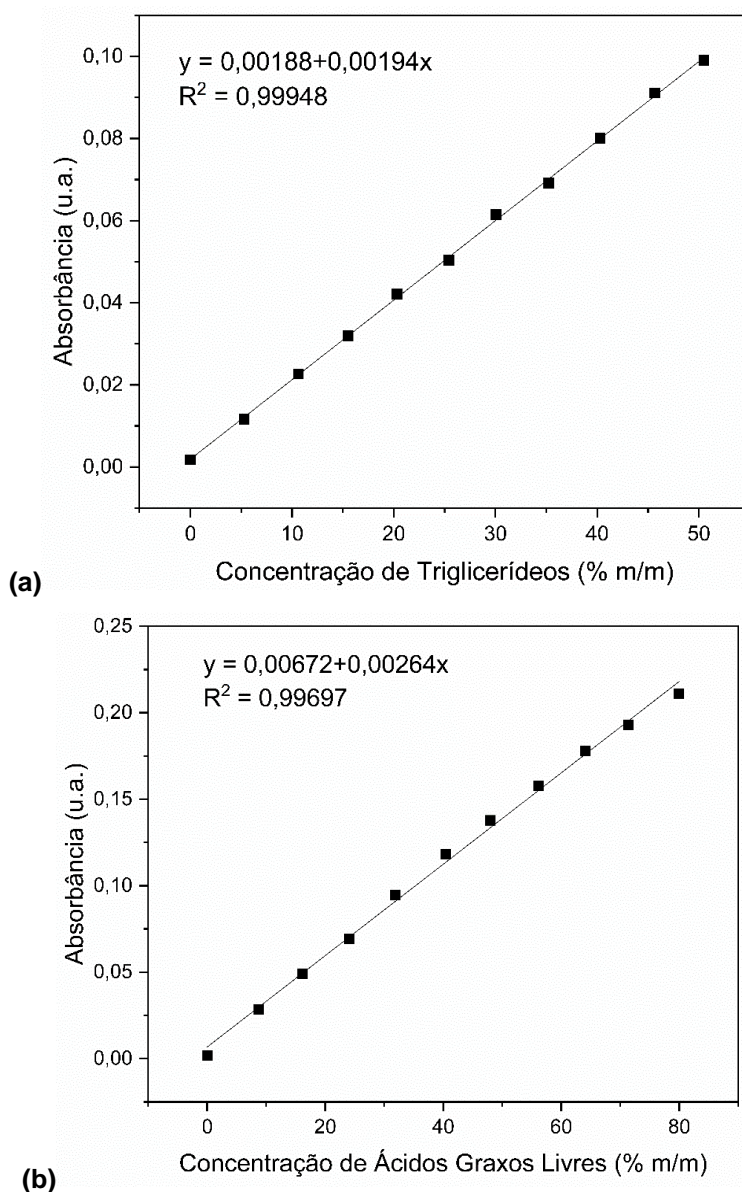 y = 0,00188+0,00194x
R² = 0,99948
0,10
0,08
0,06
0,04
0,02
0,00
Absorbância (u.a.)
0 10 20 30 40 50
Concentração de Triglicerídeos (% m/m)
(a)
0,25
y = 0,00672+0,00264x
R² = 0,99697
0,20
0,15
0,10
0,05
0,00
Absorbância (u.a.)
0 20 40 60 80
Concentração de Ácidos Graxos Livres (% m/m)
(b)